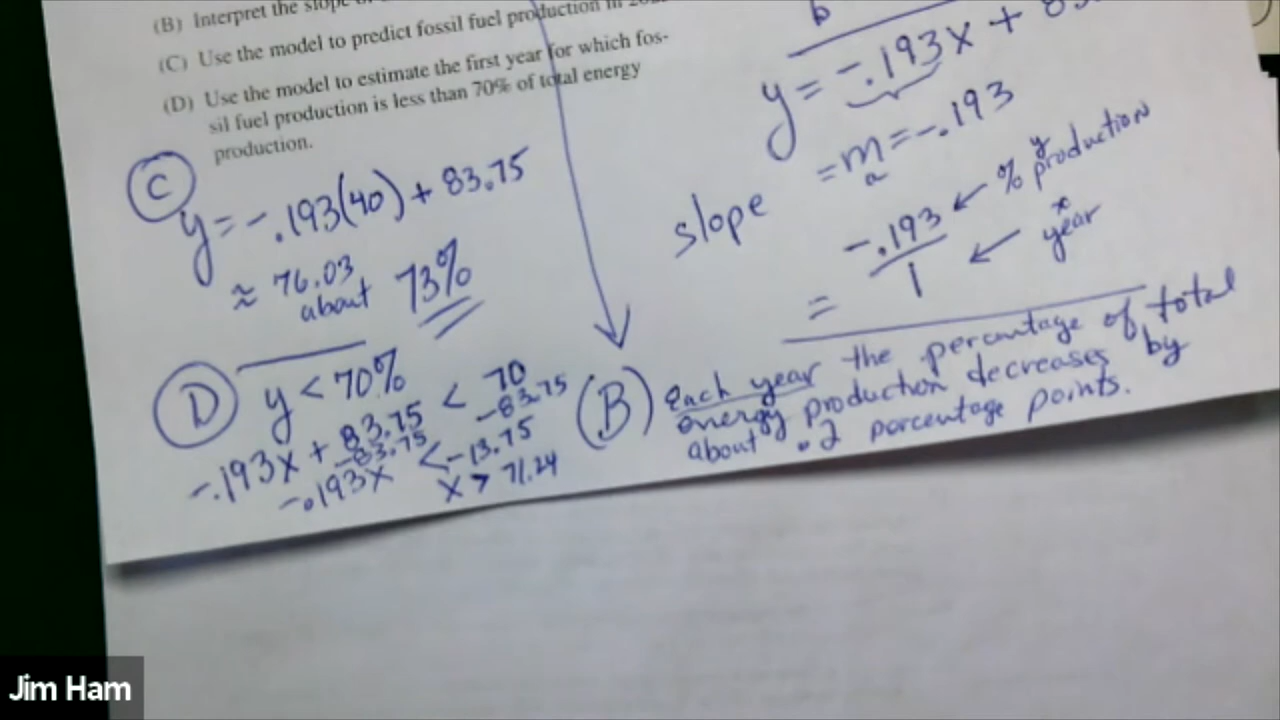 (B) Interpret the slope
(C) Use the model to predict fossil fuel production in
(D) Use the model to estimate the first year for which fos-
sil fuel production is less than 70% of total energy
production.
C
y = -.193(40) + 83.75
≈ 76.03
about 73%
D y < 70%
-.193x + 83.75 < 70
-83.75 -83.75
-.193x < -13.75
x > 71.24
b
y = -.193x +
slope = m = -.193
a
y
-.193 ← % production
= 1 ← year
x
(B) Each year the percentage of total
energy production decreases by
about .2 percentage points.
Jim Ham